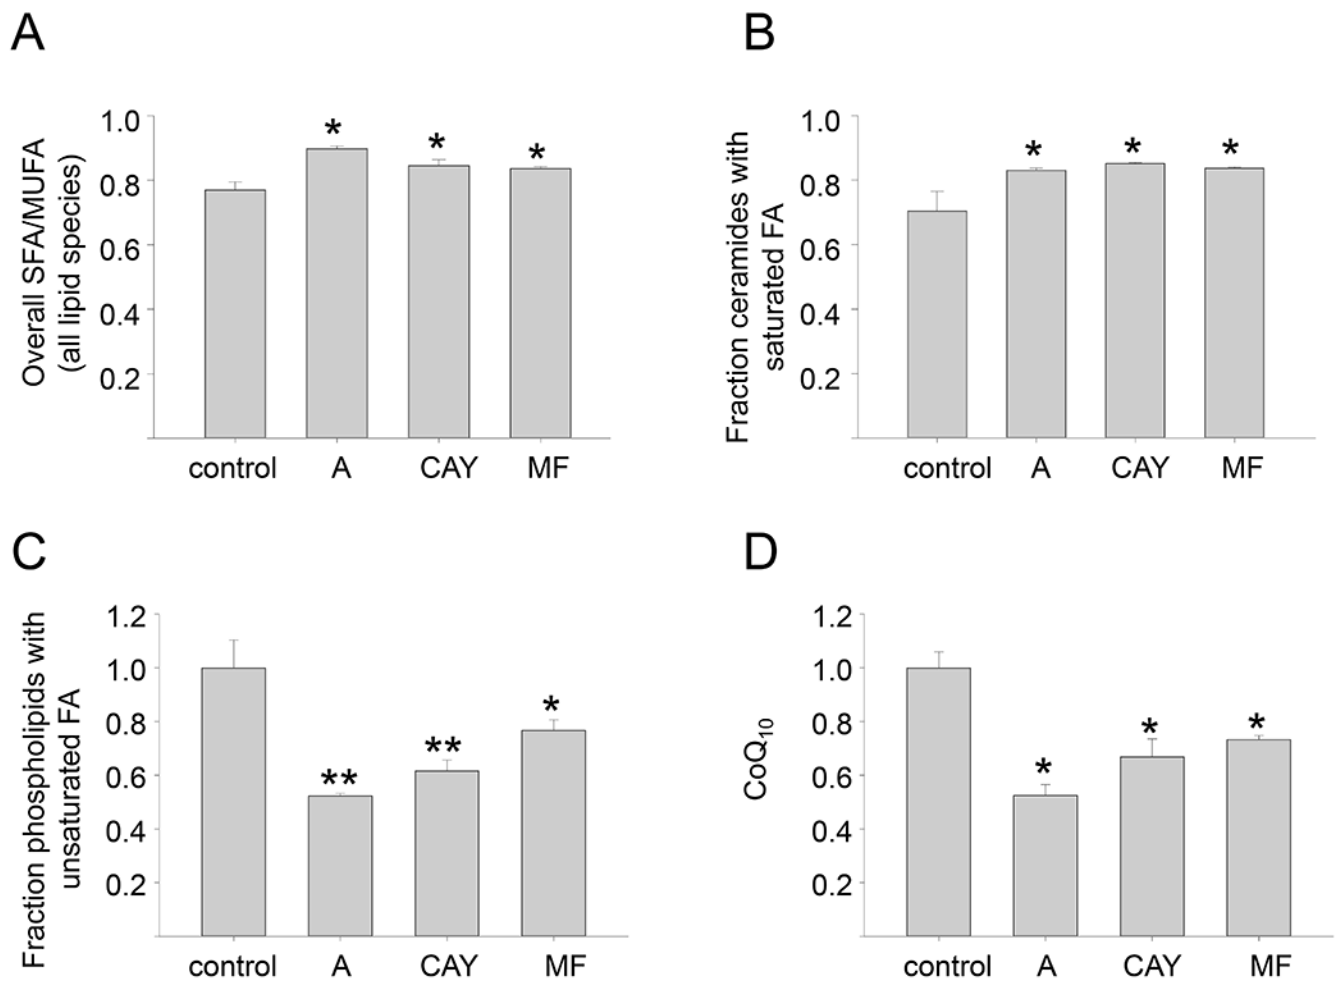 A
Overall SFA/MUFA
(all lipid species)
1.0
0.8
0.6
0.4
0.2
*
*
*
control A CAY MF
B
Fraction ceramides with
saturated FA
1.0
0.8
0.6
0.4
0.2
*
*
*
control A CAY MF
C
Fraction phospholipids with
unsaturated FA
1.2
1.0
0.8
0.6
0.4
0.2
**
**
*
control A CAY MF
D
CoQ₁₀
1.2
1.0
0.8
0.6
0.4
0.2
*
*
*
control A CAY MF